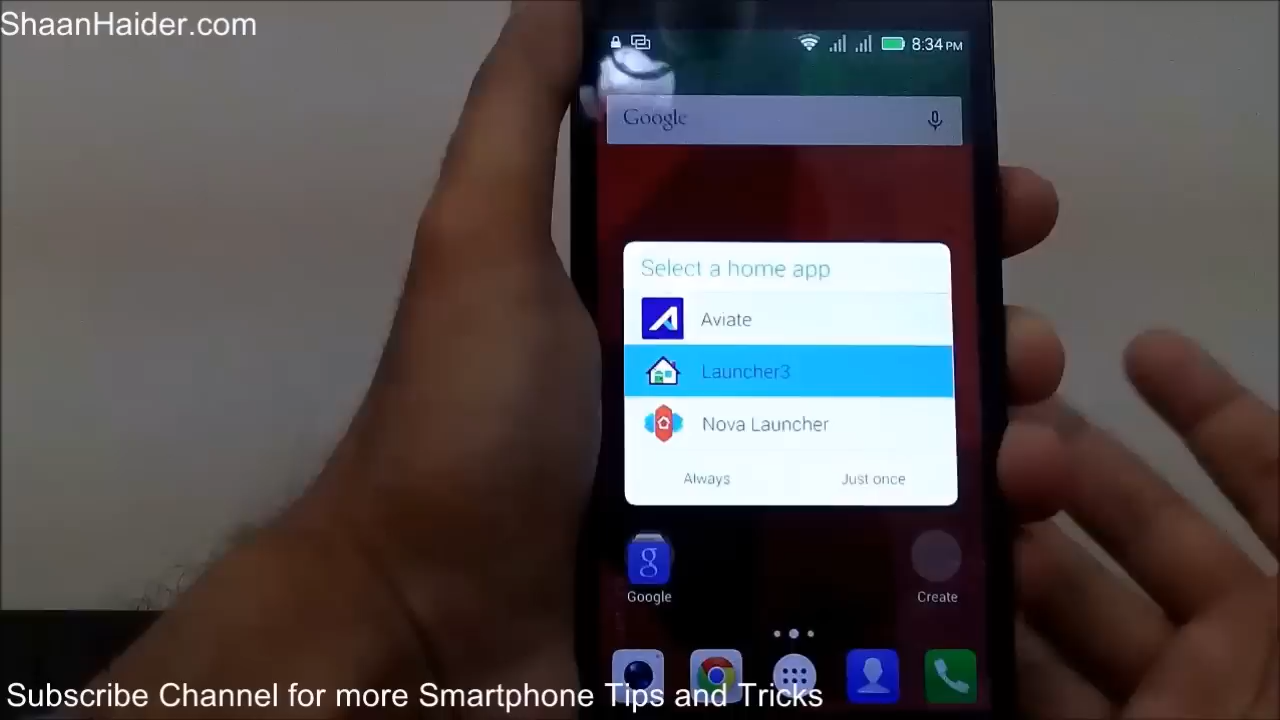 ShaanHaider.com
8:34 PM
Google
Select a home app
Aviate
Launcher3
Nova Launcher
Always
Just once
Google
Create
Subscribe Channel for more Smartphone Tips and Tricks